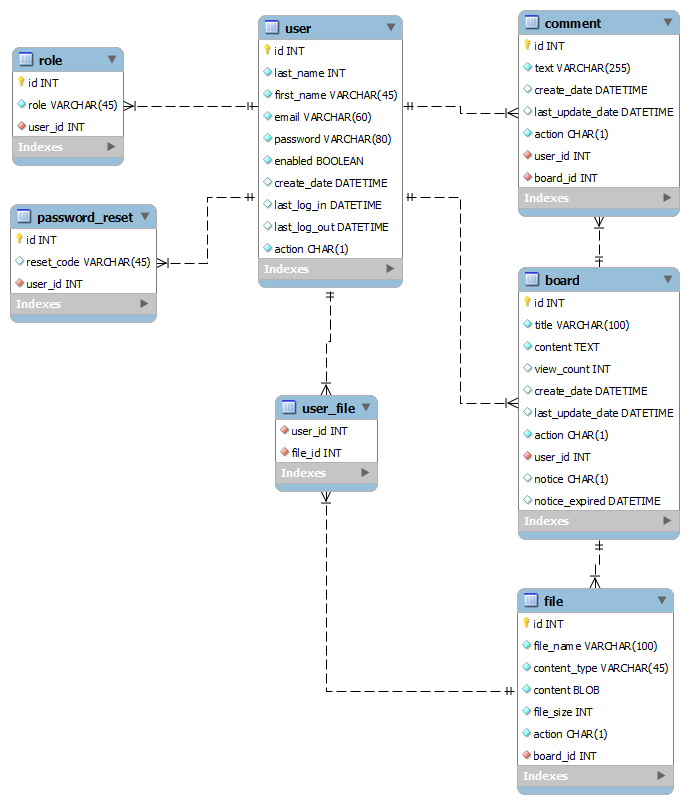 role
id INT
role VARCHAR(45)
user_id INT
Indexes
password_reset
id INT
reset_code VARCHAR(45)
user_id INT
Indexes
user
id INT
last_name INT
first_name VARCHAR(45)
email VARCHAR(60)
password VARCHAR(80)
enabled BOOLEAN
create_date DATETIME
last_log_in DATETIME
last_log_out DATETIME
action CHAR(1)
Indexes
user_file
user_id INT
file_id INT
Indexes
comment
id INT
text VARCHAR(255)
create_date DATETIME
last_update_date DATETIME
action CHAR(1)
user_id INT
board_id INT
Indexes
board
id INT
title VARCHAR(100)
content TEXT
view_count INT
create_date DATETIME
last_update_date DATETIME
action CHAR(1)
user_id INT
notice CHAR(1)
notice_expired DATETIME
Indexes
file
id INT
file_name VARCHAR(100)
content_type VARCHAR(45)
content BLOB
file_size INT
action CHAR(1)
board_id INT
Indexes